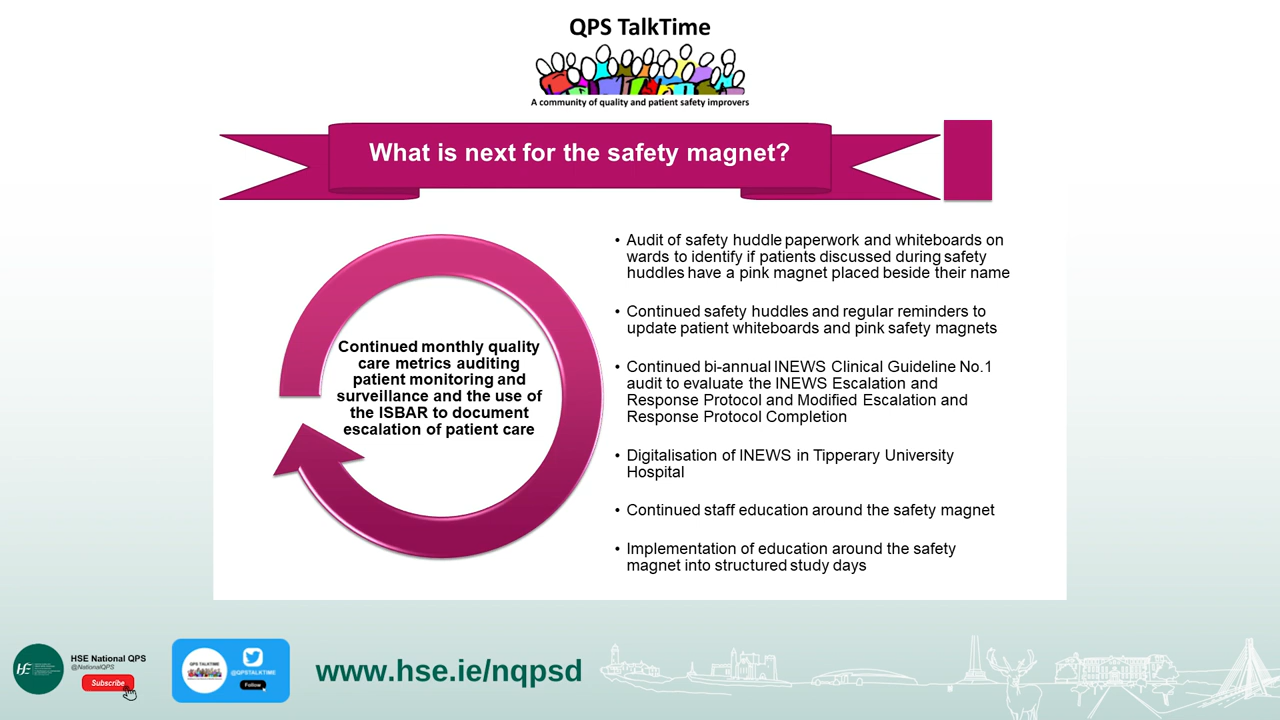 QPS TalkTime
A community of quality and patient safety improvers
What is next for the safety magnet?
Continued monthly quality
care metrics auditing
patient monitoring and
surveillance and the use of
the ISBAR to document
escalation of patient care
• Audit of safety huddle paperwork and whiteboards on
wards to identify if patients discussed during safety
huddles have a pink magnet placed beside their name
• Continued safety huddles and regular reminders to
update patient whiteboards and pink safety magnets
• Continued bi-annual INEWS Clinical Guideline No.1
audit to evaluate the INEWS Escalation and
Response Protocol and Modified Escalation and
Response Protocol Completion
• Digitalisation of INEWS in Tipperary University
Hospital
• Continued staff education around the safety magnet
• Implementation of education around the safety
magnet into structured study days
HSE National QPS
@NationalQPS
Subscribe
QPS TALKTIME
@QPSTALKTIME
Follow
www.hse.ie/nqpsd